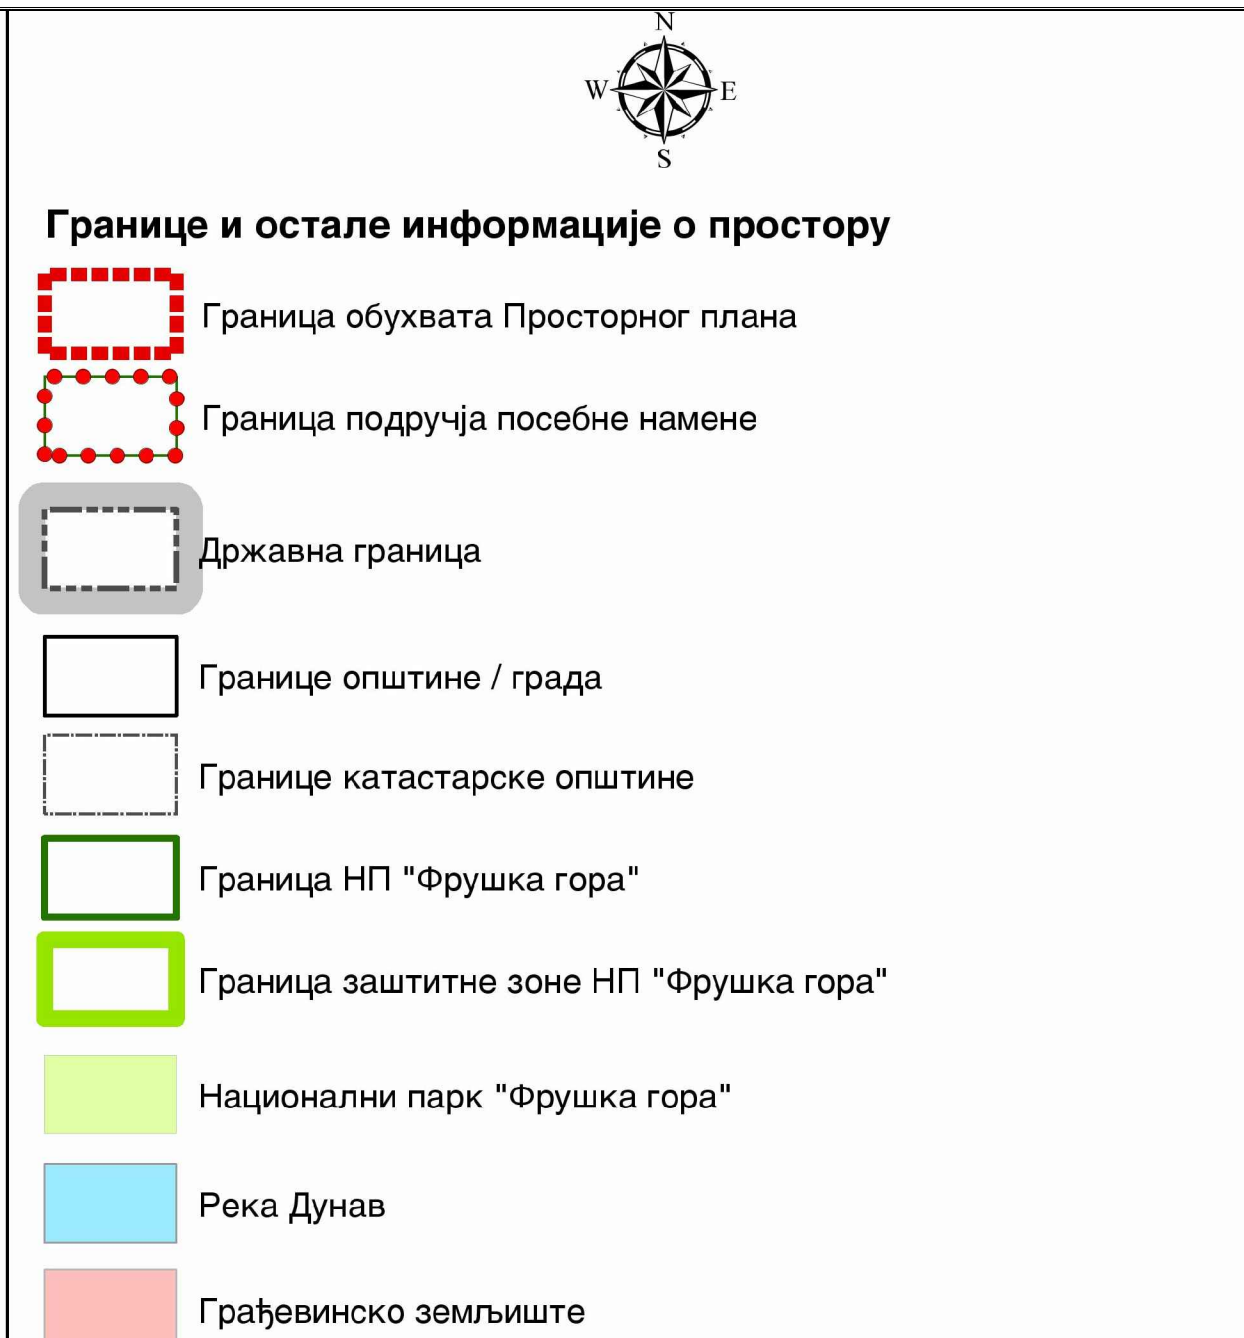 N
W E
S
Границе и остале информације о простору
Граница обухвата Просторног плана
Граница подручја посебне намене
Државна граница
Границе општине / града
Границе катастарске општине
Граница НП "Фрушка гора"
Граница заштитне зоне НП "Фрушка гора"
Национални парк "Фрушка гора"
Река Дунав
Грађевинско земљиште